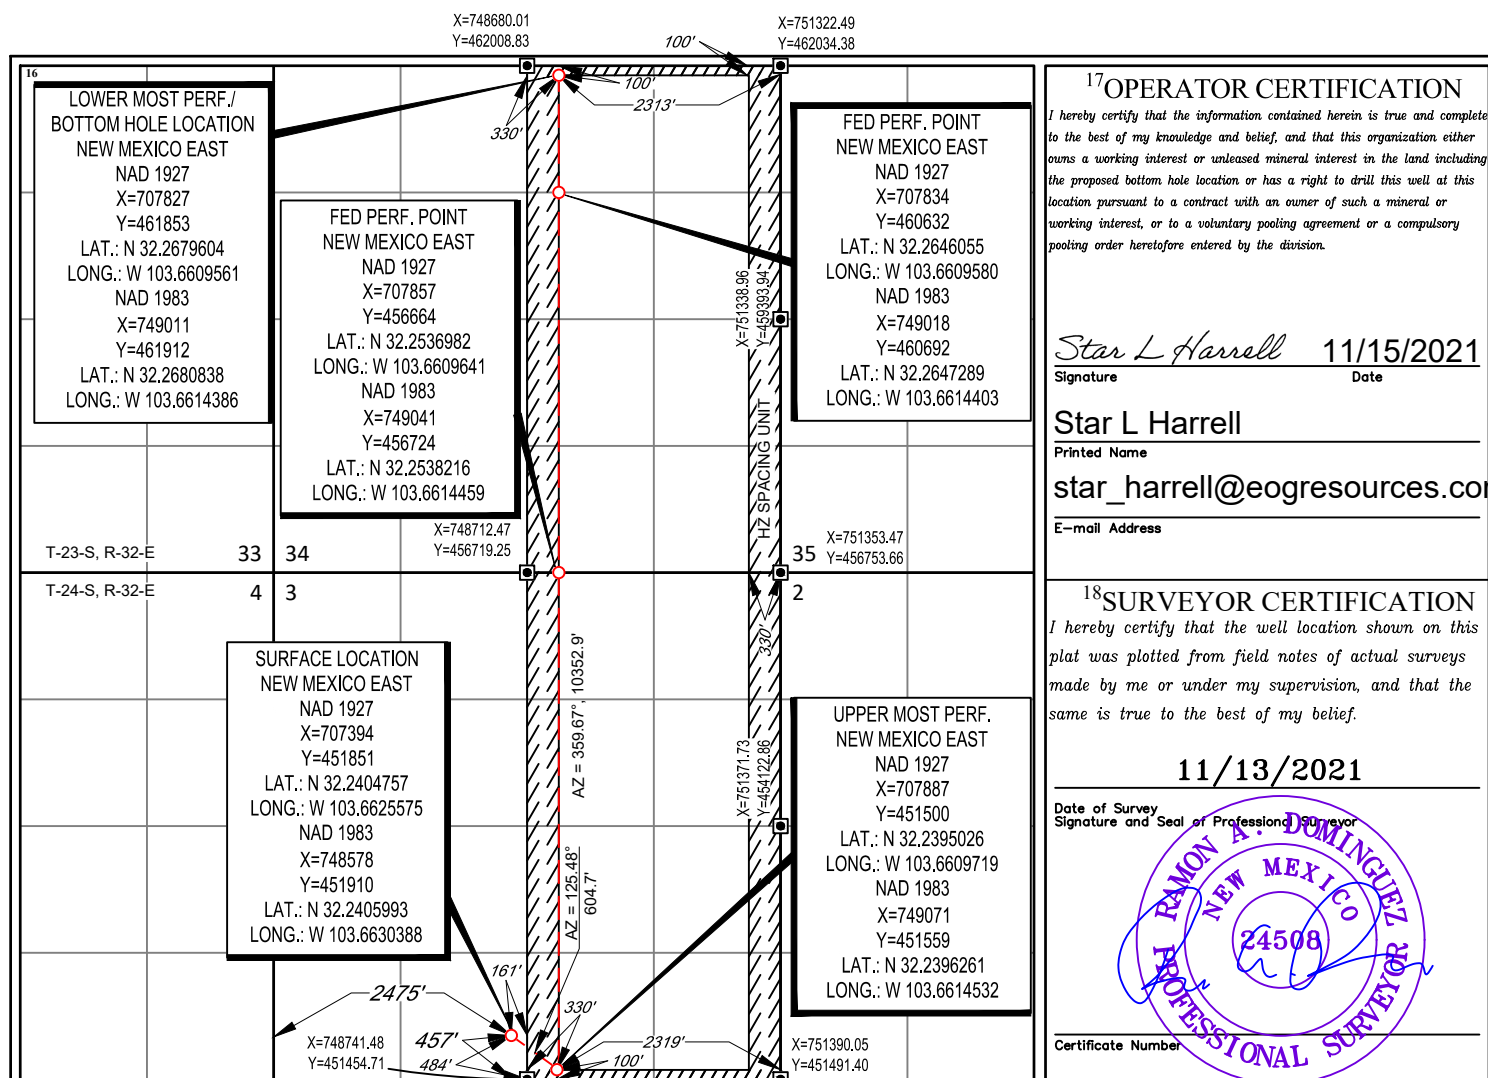 X=748680.01
Y=462008.83
X=751322.49
Y=462034.38
100'
16
LOWER MOST PERF./
BOTTOM HOLE LOCATION
NEW MEXICO EAST
NAD 1927
X=707827
Y=461853
LAT.: N 32.2679604
LONG.: W 103.6609561
NAD 1983
X=749011
Y=461912
LAT.: N 32.2680838
LONG.: W 103.6614386
100'
2313'
330'
FED PERF. POINT
NEW MEXICO EAST
NAD 1927
X=707857
Y=456664
LAT.: N 32.2536982
LONG.: W 103.6609641
NAD 1983
X=749041
Y=456724
LAT.: N 32.2538216
LONG.: W 103.6614459
FED PERF. POINT
NEW MEXICO EAST
NAD 1927
X=707834
Y=460632
LAT.: N 32.2646055
LONG.: W 103.6609580
NAD 1983
X=749018
Y=460692
LAT.: N 32.2647289
LONG.: W 103.6614403
X=751338.96
Y=459393.94
HZ SPACING UNIT
X=748712.47
Y=456719.25
X=751353.47
Y=456753.66
T-23-S, R-32-E 33 34 35
T-24-S, R-32-E 4 3 2
330'
SURFACE LOCATION
NEW MEXICO EAST
NAD 1927
X=707394
Y=451851
LAT.: N 32.2404757
LONG.: W 103.6625575
NAD 1983
X=748578
Y=451910
LAT.: N 32.2405993
LONG.: W 103.6630388
AZ = 359.67°, 10352.9'
AZ = 125.48°
604.7'
X=751371.73
Y=454122.86
UPPER MOST PERF.
NEW MEXICO EAST
NAD 1927
X=707887
Y=451500
LAT.: N 32.2395026
LONG.: W 103.6609719
NAD 1983
X=749071
Y=451559
LAT.: N 32.2396261
LONG.: W 103.6614532
161'
2475'
330'
X=748741.48
Y=451454.71
457'
484'
2319'
100'
X=751390.05
Y=451491.40
17OPERATOR CERTIFICATION
I hereby certify that the information contained herein is true and complete
to the best of my knowledge and belief, and that this organization either
owns a working interest or unleased mineral interest in the land including
the proposed bottom hole location or has a right to drill this well at this
location pursuant to a contract with an owner of such a mineral or
working interest, or to a voluntary pooling agreement or a compulsory
pooling order heretofore entered by the division.
Star L Harrell 11/15/2021
Signature Date
Star L Harrell
Printed Name
star_harrell@eogresources.com
E-mail Address
18SURVEYOR CERTIFICATION
I hereby certify that the well location shown on this
plat was plotted from field notes of actual surveys
made by me or under my supervision, and that the
same is true to the best of my belief.
11/13/2021
Date of Survey
Signature and Seal of Professional Surveyor
RAMON A. DOMINGUEZ
NEW MEXICO
24508
PROFESSIONAL SURVEYOR
Certificate Number